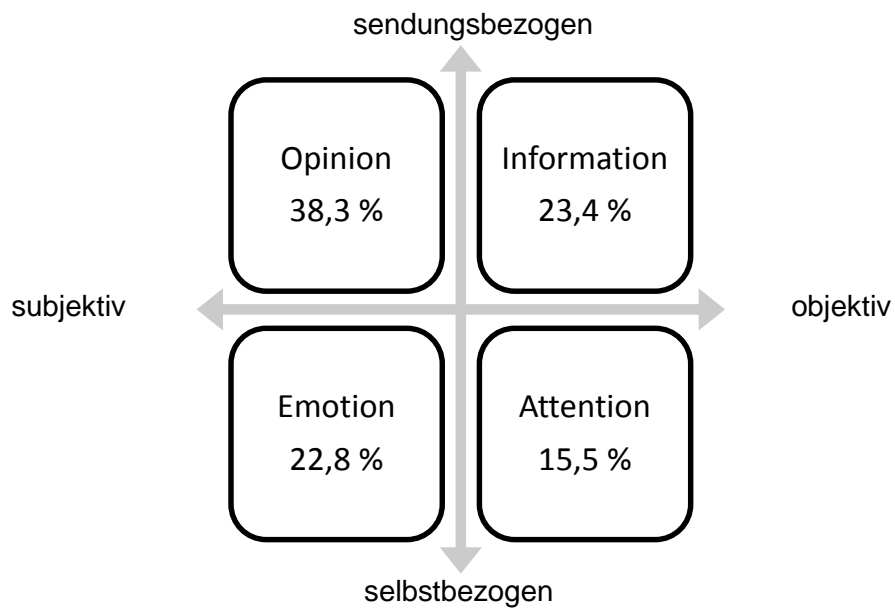 sendungsbezogen
Opinion
38,3 %
Information
23,4 %
subjektiv
objektiv
Emotion
22,8 %
Attention
15,5 %
selbstbezogen